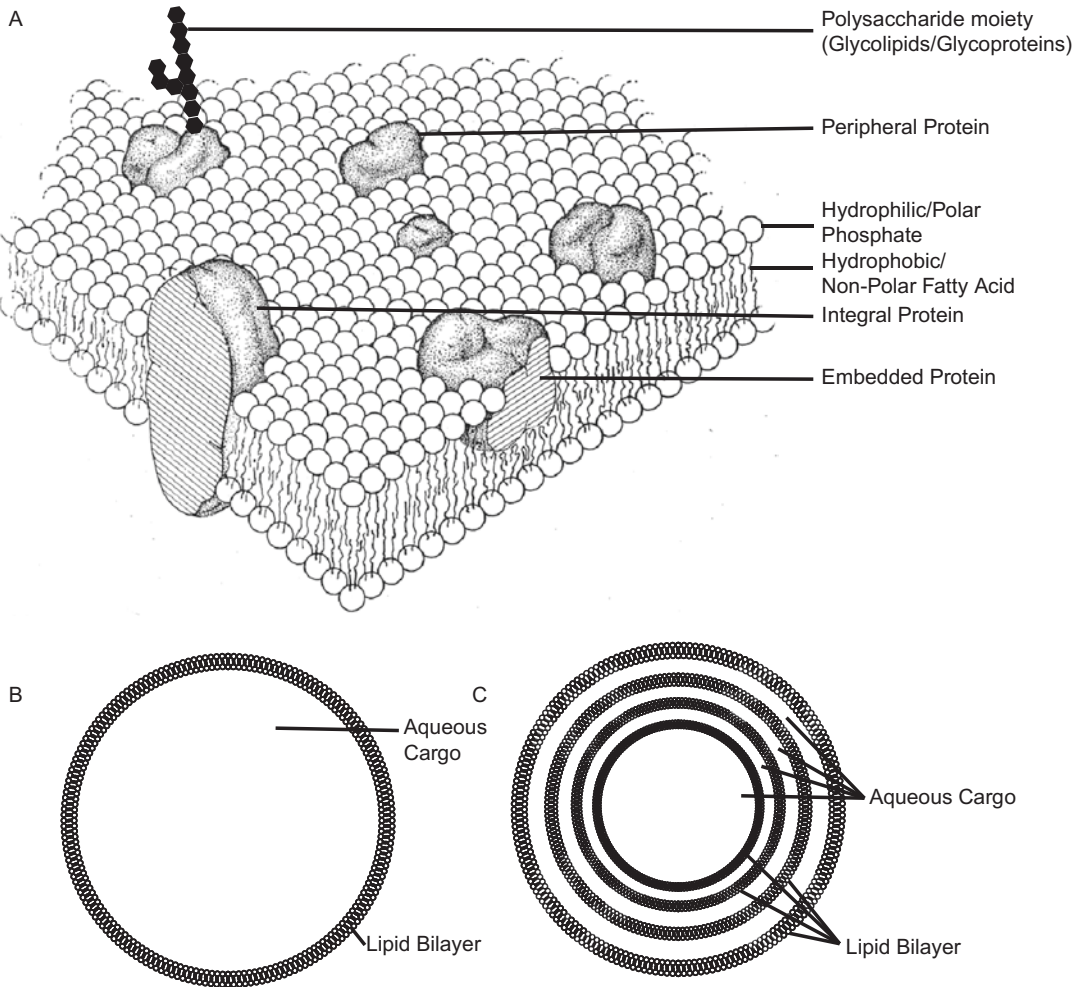 A
Polysaccharide moiety
(Glycolipids/Glycoproteins)
Peripheral Protein
Hydrophilic/Polar
Phosphate
Hydrophobic/
Non-Polar Fatty Acid
Integral Protein
Embedded Protein
B
Aqueous
Cargo
Lipid Bilayer
C
Aqueous Cargo
Lipid Bilayer